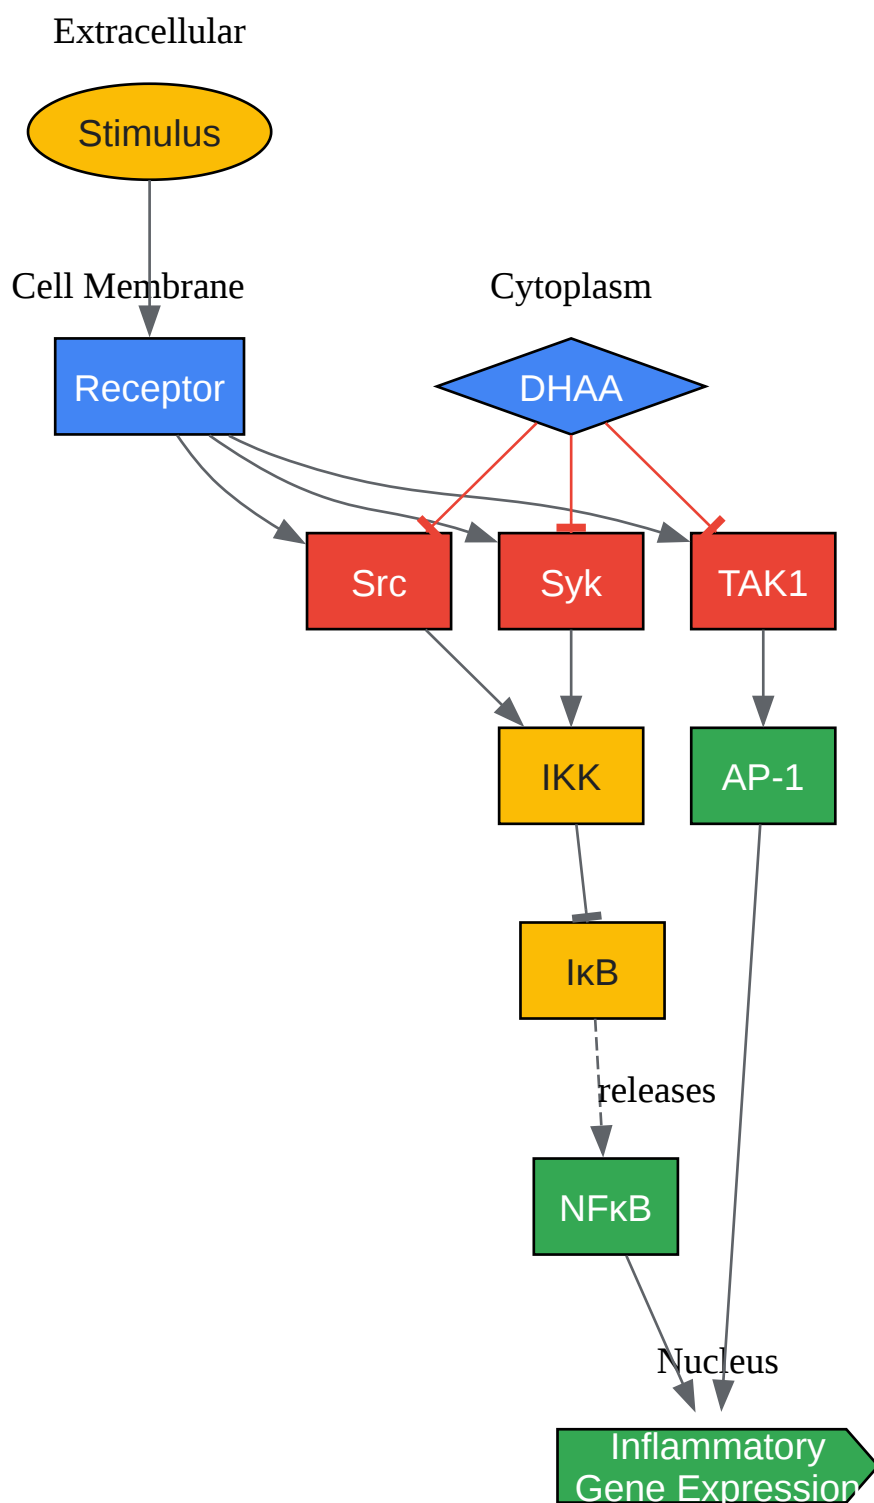 Extracellular
Stimulus
Cell Membrane
Cytoplasm
Receptor
DHAA
Src
Syk
TAK1
IKK
AP-1
IκB
releases
NFκB
Nucleus
Inflammatory
Gene Expression